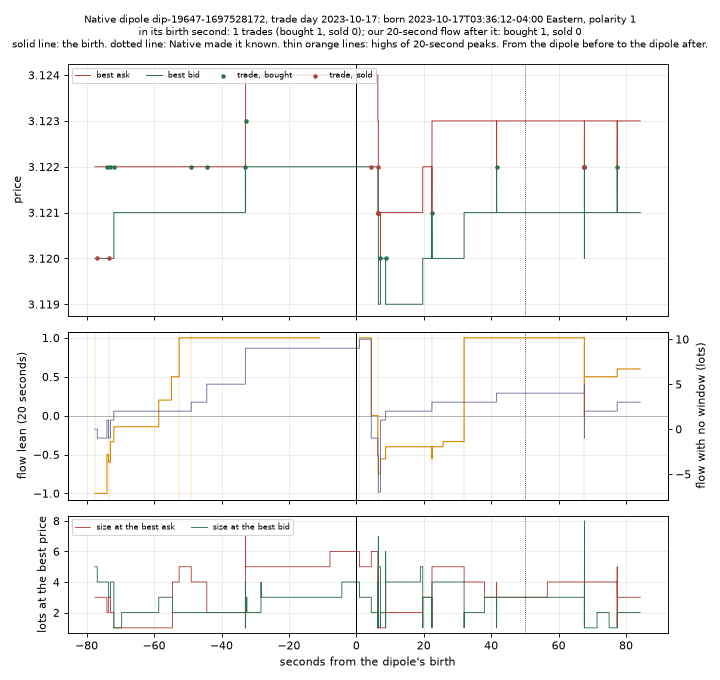 Native dipole dip-19647-1697528172, trade day 2023-10-17: born 2023-10-17T03:36:12-04:00 Eastern, polarity 1
in its birth second: 1 trades (bought 1, sold 0); our 20-second flow after it: bought 1, sold 0
solid line: the birth. dotted line: Native made it known. thin orange lines: highs of 20-second peaks. From the dipole before to the dipole after.
best ask best bid trade, bought trade, sold
3.124
3.123
3.122
3.121
3.120
3.119
price
1.0
0.5
0.0
−0.5
−1.0
flow lean (20 seconds)
10
5
0
−5
flow with no window (lots)
size at the best ask size at the best bid
8
6
4
2
lots at the best price
−80 −60 −40 −20 0 20 40 60 80
seconds from the dipole's birth